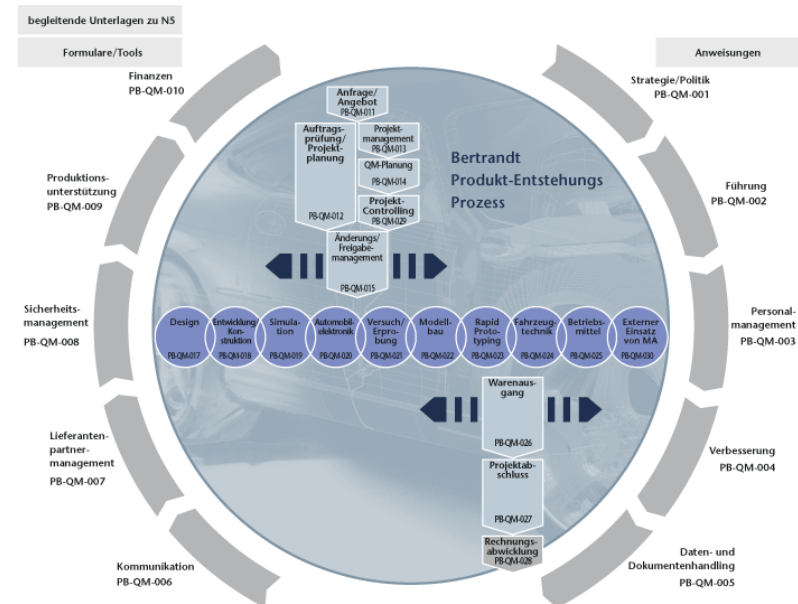 begleitende Unterlagen zu N5
Formulare/Tools
Anweisungen
Finanzen
PB-QM-010
Strategie/Politik
PB-QM-001
Anfrage/
Angebot
PB-QM-011
Auftrags-
prüfung/
Projekt-
planung
PB-QM-012
Projekt-
management
PB-QM-013
QM-Planung
PB-QM-014
Projekt-
Controlling
PB-QM-029
Änderungs/
Freigabe-
management
PB-QM-015
Bertrandt
Produkt-Entstehungs
Prozess
Produktions-
unterstützung
PB-QM-009
Führung
PB-QM-002
Sicherheits-
management
PB-QM-008
Personal-
management
PB-QM-003
Design
PB-QM-017
Entwicklung/
Kon-
struktion
PB-QM-018
Simula-
tion
PB-QM-019
Automobil-
elektronik
PB-QM-020
Versuch/
Erpro-
bung
PB-QM-021
Modell-
bau
PB-QM-022
Rapid
Proto-
typing
PB-QM-023
Fahrzeug-
technik
PB-QM-024
Betriebs-
mittel
PB-QM-025
Externer
Einsatz
von MA
PB-QM-030
Warenaus-
gang
PB-QM-026
Projektab-
schluss
PB-QM-027
Rechnungs-
abwicklung
PB-QM-028
Lieferanten-
partner-
management
PB-QM-007
Verbesserung
PB-QM-004
Kommunikation
PB-QM-006
Daten- und
Dokumentenhandling
PB-QM-005